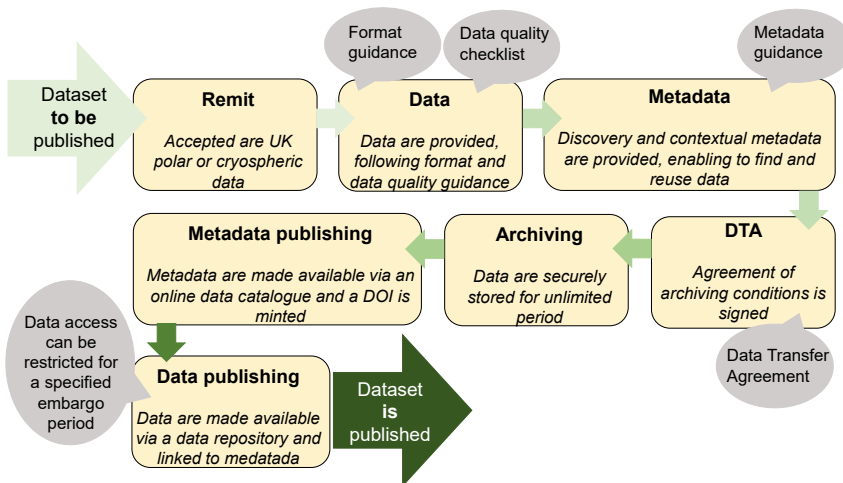 Format
guidance
Data quality
checklist
Metadata
guidance
Dataset
to be
published
Remit
Accepted are UK
polar or cryospheric
data
Data
Data are provided,
following format and
data quality guidance
Metadata
Discovery and contextual metadata
are provided, enabling to find and
reuse data
DTA
Agreement of
archiving conditions is
signed
Data Transfer
Agreement
Archiving
Data are securely
stored for unlimited
period
Metadata publishing
Metadata are made available via an
online data catalogue and a DOI is
minted
Data access
can be
restricted for
a specified
embargo
period
Data publishing
Data are made available
via a data repository and
linked to medatada
Dataset
is
published